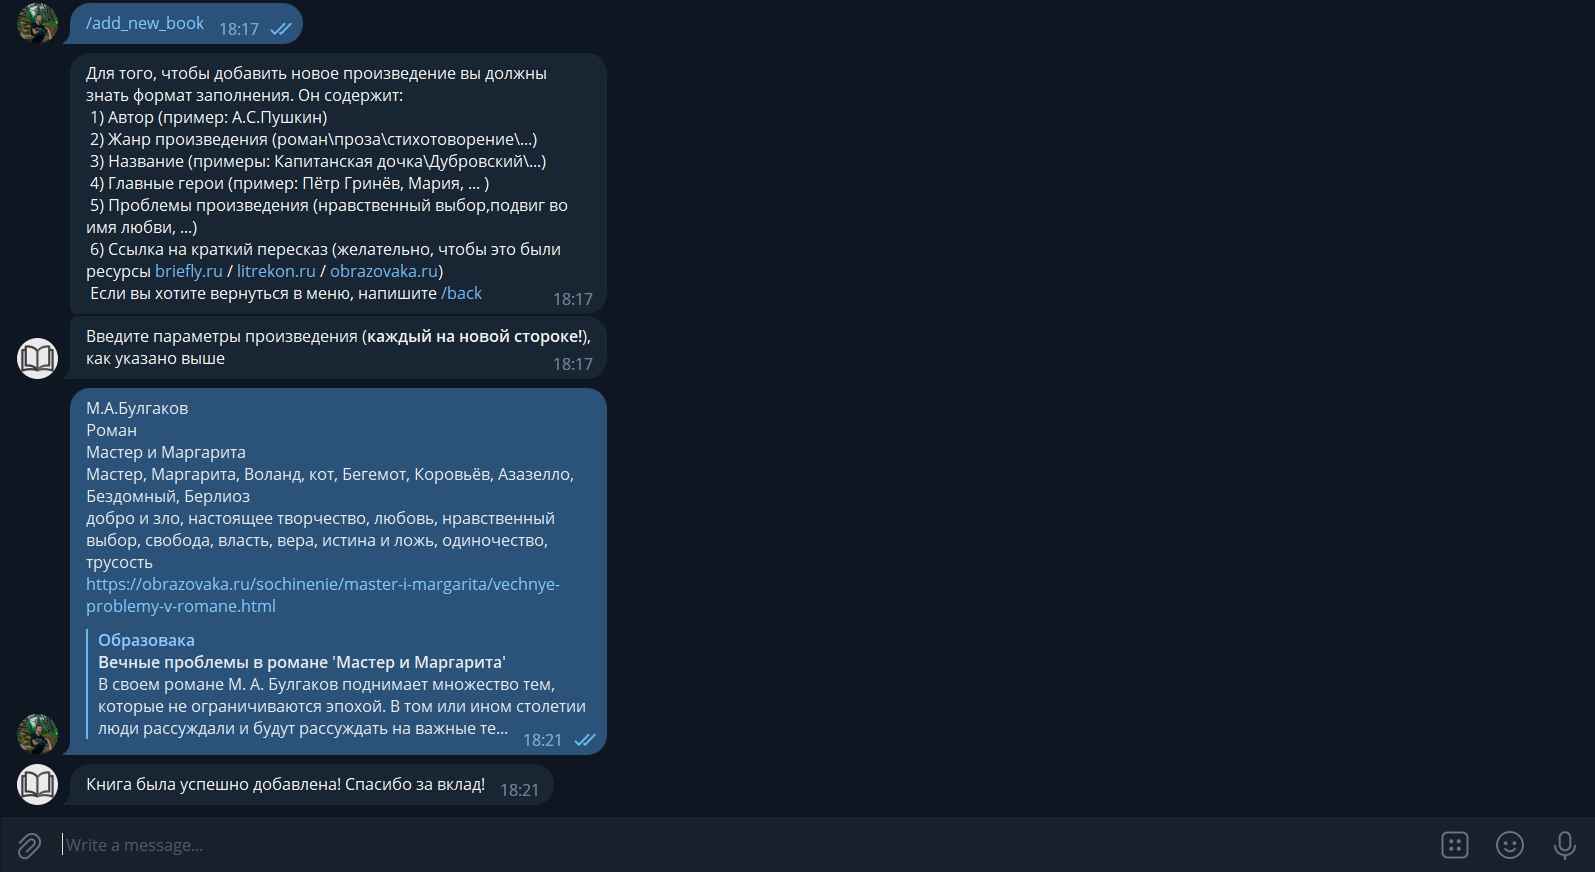 /add_new_book 18:17
Для того, чтобы добавить новое произведение вы должны
знать формат заполнения. Он содержит:
1) Автор (пример: А.С.Пушкин)
2) Жанр произведения (роман\проза\стихотоворение\...)
3) Название (примеры: Капитанская дочка\Дубровский\...)
4) Главные герои (пример: Пётр Гринёв, Мария, ... )
5) Проблемы произведения (нравственный выбор,подвиг во
имя любви, ...)
6) Ссылка на краткий пересказ (желательно, чтобы это были
ресурсы briefly.ru / litrekon.ru / obrazovaka.ru)
Если вы хотите вернуться в меню, напишите /back 18:17
Введите параметры произведения (каждый на новой стороке!),
как указано выше 18:17
М.А.Булгаков
Роман
Мастер и Маргарита
Мастер, Маргарита, Воланд, кот, Бегемот, Коровьёв, Азазелло,
Бездомный, Берлиоз
добро и зло, настоящее творчество, любовь, нравственный
выбор, свобода, власть, вера, истина и ложь, одиночество,
трусость
https://obrazovaka.ru/sochinenie/master-i-margarita/vechnye-
problemy-v-romane.html
Образовака
Вечные проблемы в романе 'Мастер и Маргарита'
В своем романе М. А. Булгаков поднимает множество тем,
которые не ограничиваются эпохой. В том или ином столетии
люди рассуждали и будут рассуждать на важные те... 18:21
Книга была успешно добавлена! Спасибо за вклад! 18:21
Write a message...